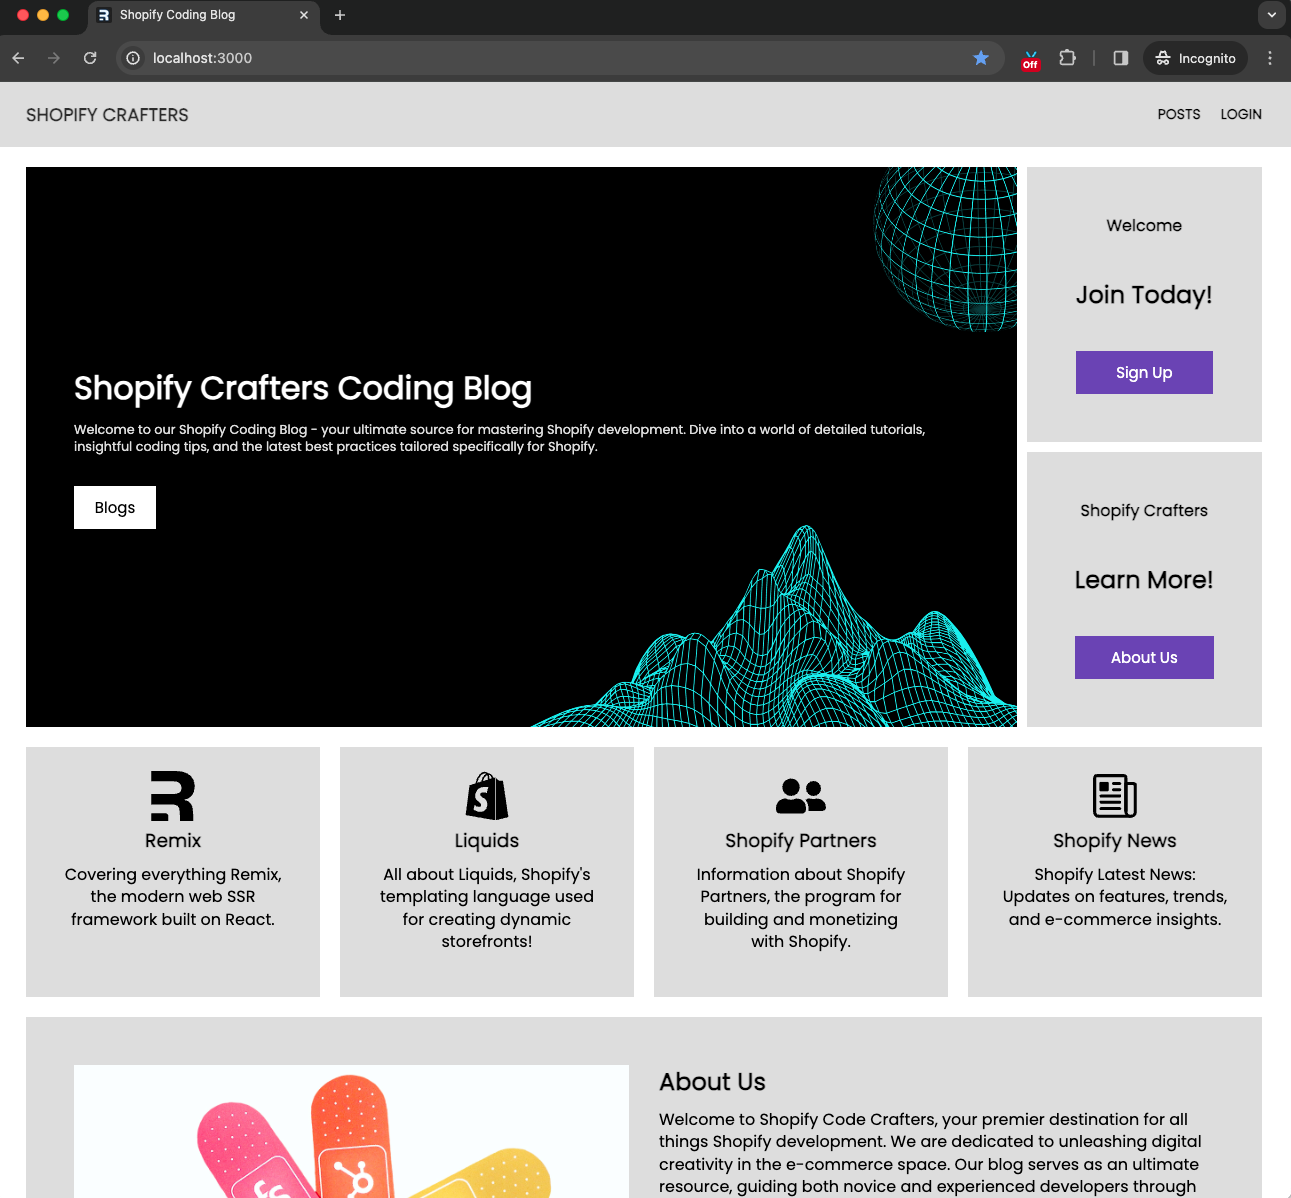 Shopify Coding Blog
localhost:3000
Off
Incognito
SHOPIFY CRAFTERS
POSTS
LOGIN
Shopify Crafters Coding Blog
Welcome to our Shopify Coding Blog - your ultimate source for mastering Shopify development. Dive into a world of detailed tutorials,
insightful coding tips, and the latest best practices tailored specifically for Shopify.
Blogs
Welcome
Join Today!
Sign Up
Shopify Crafters
Learn More!
About Us
Remix
Covering everything Remix,
the modern web SSR
framework built on React.
Liquids
All about Liquids, Shopify's
templating language used
for creating dynamic
storefronts!
Shopify Partners
Information about Shopify
Partners, the program for
building and monetizing
with Shopify.
Shopify News
Shopify Latest News:
Updates on features, trends,
and e-commerce insights.
About Us
Welcome to Shopify Code Crafters, your premier destination for all
things Shopify development. We are dedicated to unleashing digital
creativity in the e-commerce space. Our blog serves as an ultimate
resource, guiding both novice and experienced developers through